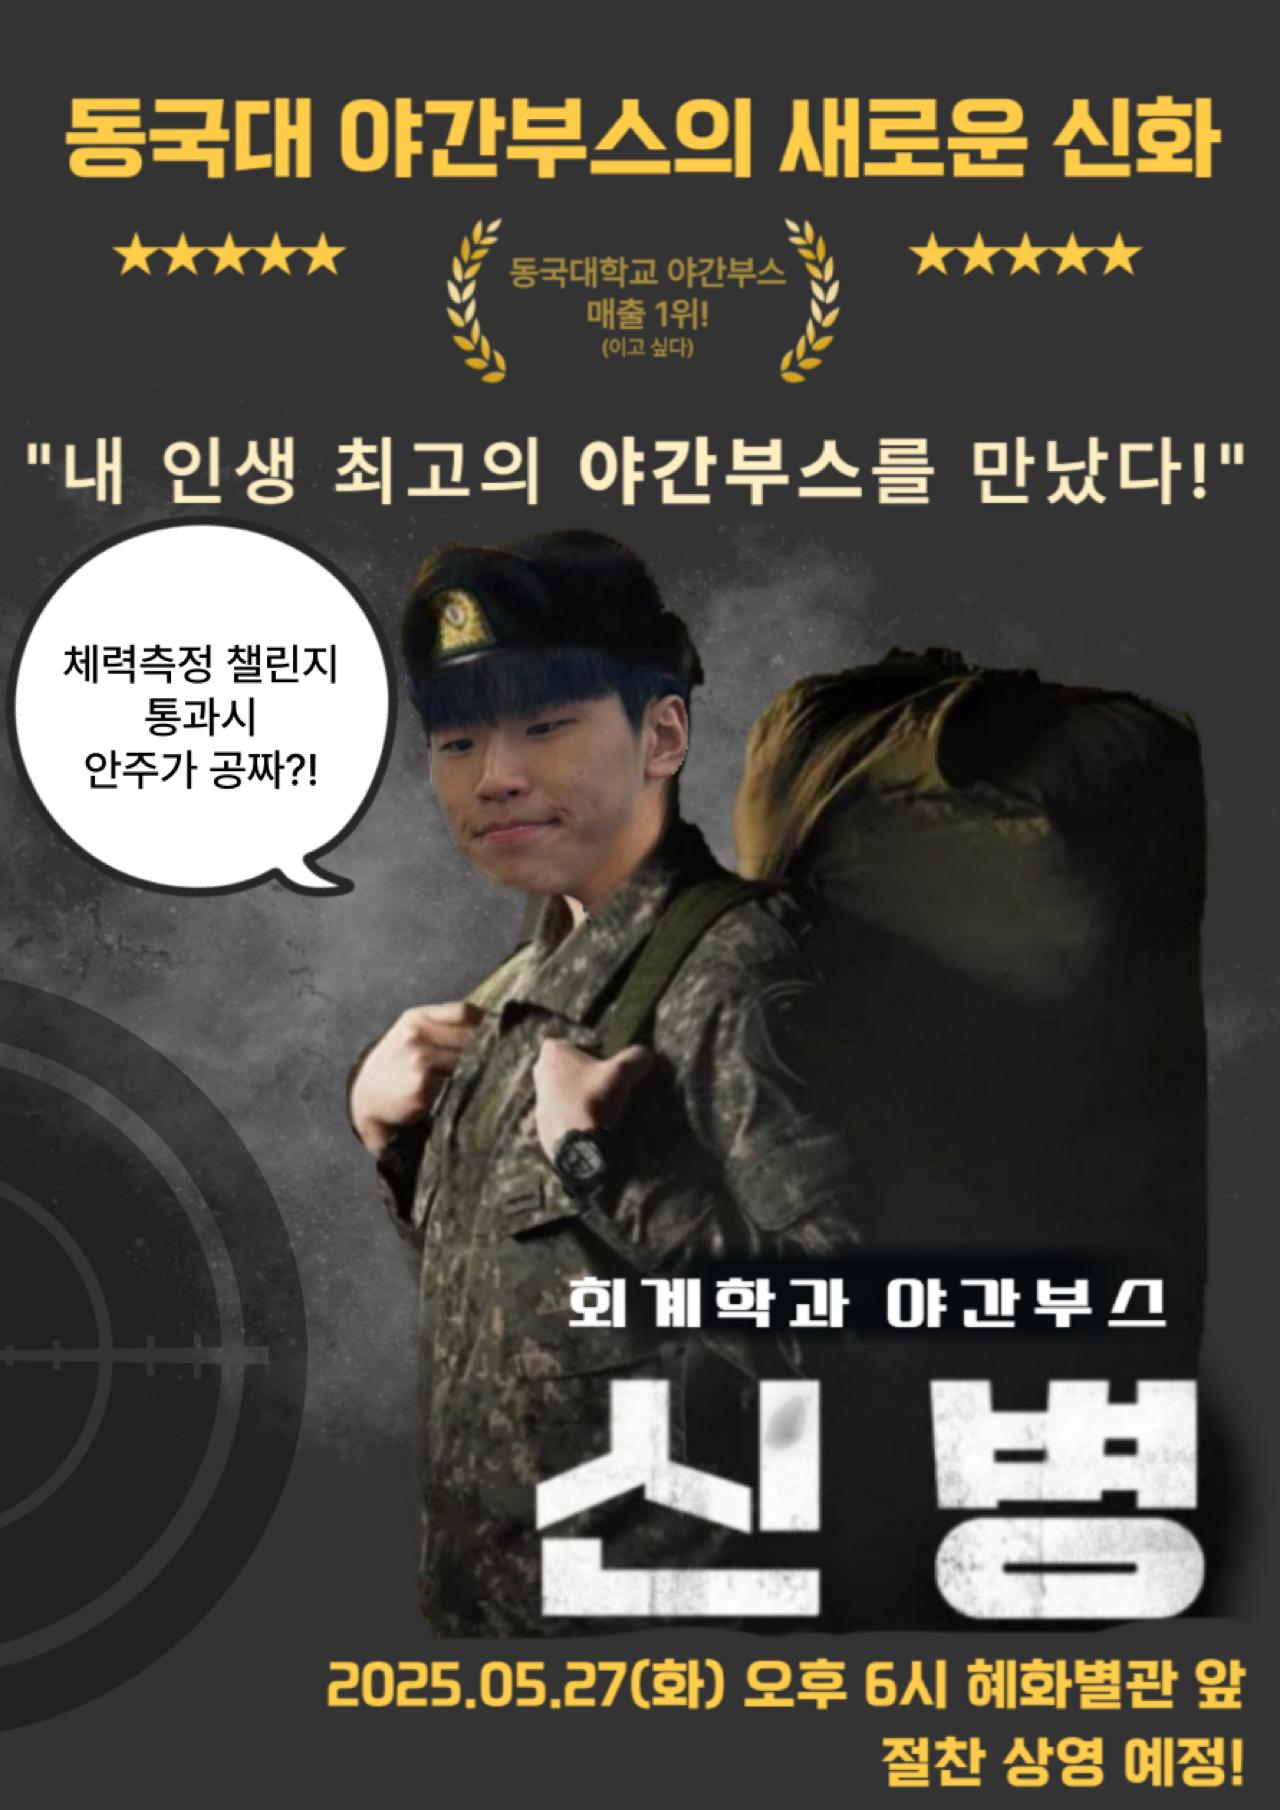 동국대 야간부스의 새로운 신화
★★★★★
동국대학교 야간부스
매출 1위!
(이고 싶다)
★★★★★
"내 인생 최고의 야간부스를 만났다!"
체력측정 챌린지
통과시
안주가 공짜?!
회계학과 야간부스
신병
2025.05.27(화) 오후 6시 혜화별관 앞
절찬 상영 예정!